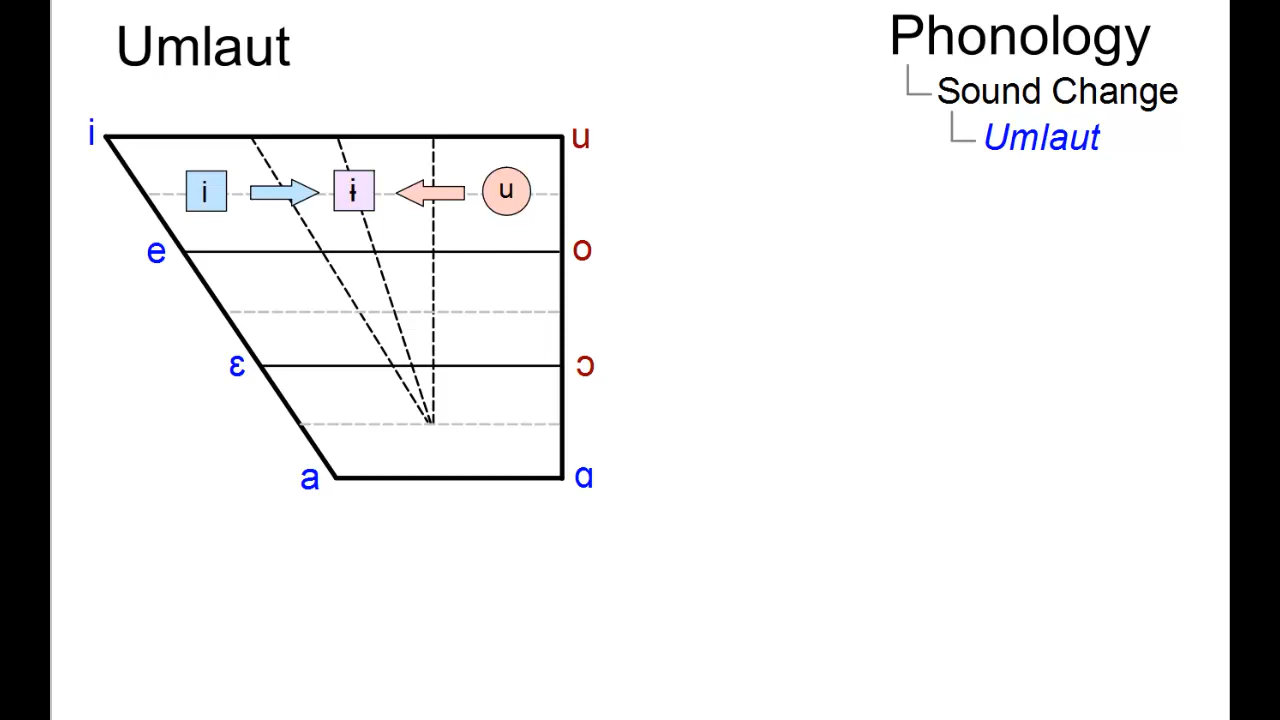 Umlaut
Phonology
Sound Change
Umlaut
i
u
i
ɨ
u
e
o
ɛ
ɔ
a
ɑ